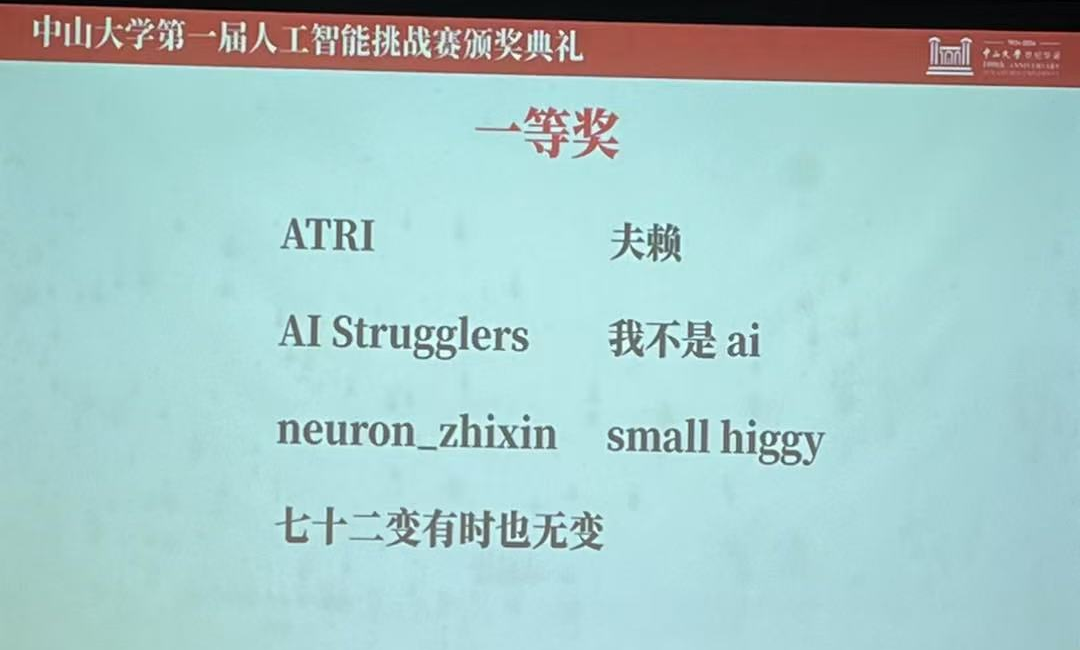 中山大学第一届人工智能挑战赛颁奖典礼
中山大学
一等奖
ATRI 夫赖
AI Strugglers 我不是 ai
neuron_zhixin small higgy
七十二变有时也无变